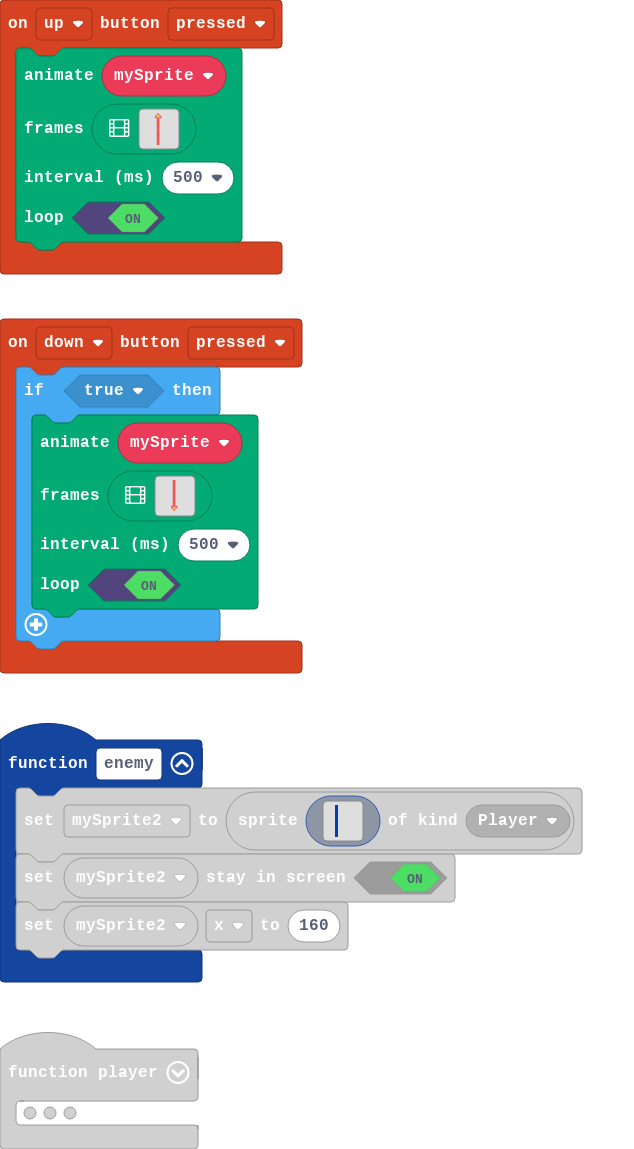 on up button pressed
animate mySprite
frames
interval (ms) 500
loop ON
on down button pressed
if true then
animate mySprite
frames
interval (ms) 500
loop ON
function enemy
set mySprite2 to sprite of kind Player
set mySprite2 stay in screen ON
set mySprite2 x to 160
function player